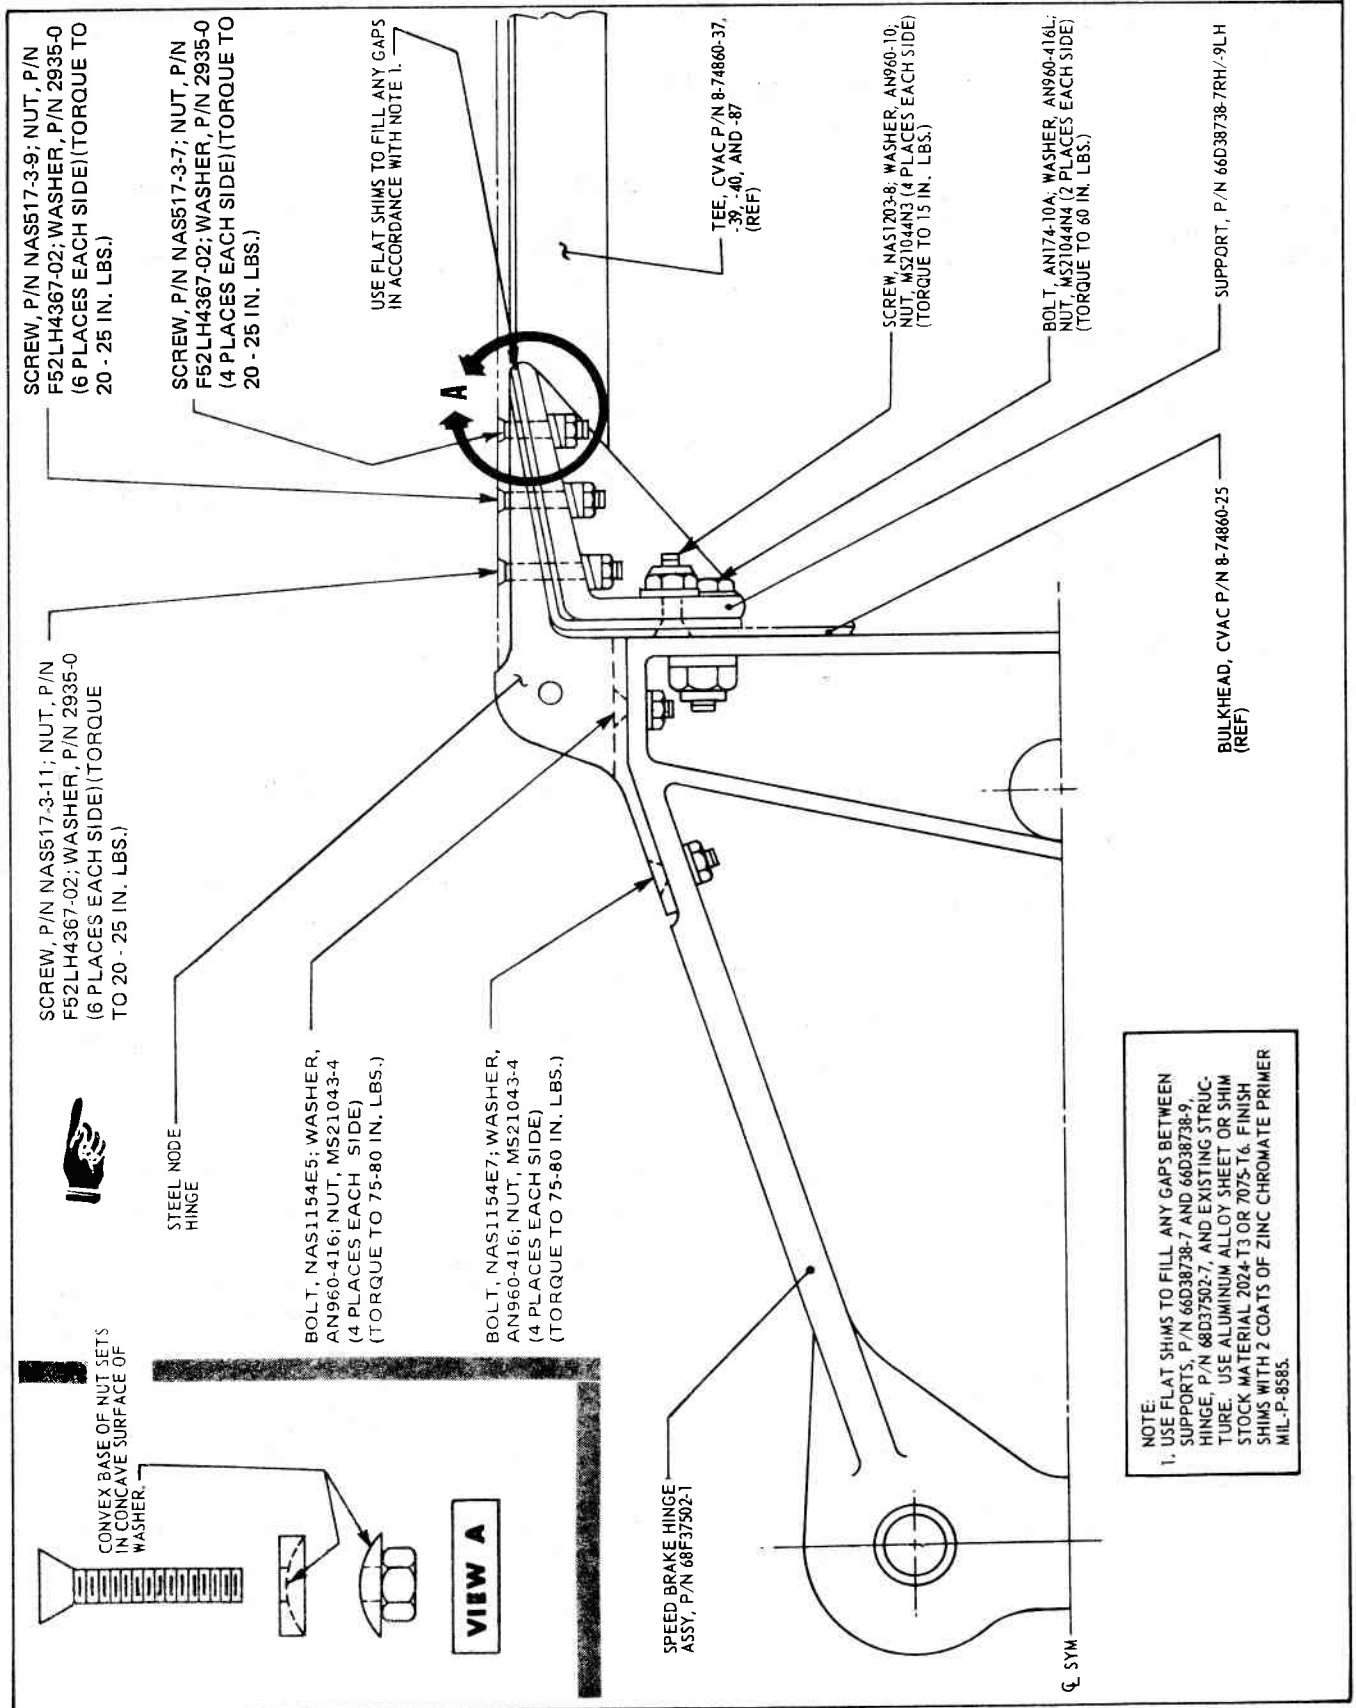 SCREW, P/N NAS517-3-9; NUT, P/N
F52LH4367-02; WASHER, P/N 2935-0
(6 PLACES EACH SIDE)(TORQUE TO
20 - 25 IN. LBS.)
SCREW, P/N NAS517-3-7; NUT, P/N
F52LH4367-02; WASHER, P/N 2935-0
(4 PLACES EACH SIDE)(TORQUE TO
20 - 25 IN. LBS.)
USE FLAT SHIMS TO FILL ANY GAPS
IN ACCORDANCE WITH NOTE 1.
A
TEE, CVAC P/N 8-74860-37,
-39, -40, AND -87
(REF)
SCREW, NAS1203-8; WASHER, AN960-10;
NUT, MS21044N3 (4 PLACES EACH SIDE)
(TORQUE TO 15 IN. LBS.)
BOLT, AN174-10A; WASHER, AN960-416L;
NUT, MS21044N4 (2 PLACES EACH SIDE)
(TORQUE TO 60 IN. LBS.)
SUPPORT, P/N 66D38738-7RH/-9LH
BULKHEAD, CVAC P/N 8-74860-25
(REF)
SCREW, P/N NAS517-3-11; NUT, P/N
F52LH4367-02; WASHER, P/N 2935-0
(6 PLACES EACH SIDE)(TORQUE
TO 20 - 25 IN. LBS.)
STEEL NODE
HINGE
BOLT, NAS1154E5; WASHER,
AN960-416; NUT, MS21043-4
(4 PLACES EACH SIDE)
(TORQUE TO 75-80 IN. LBS.)
BOLT, NAS1154E7; WASHER,
AN960-416; NUT, MS21043-4
(4 PLACES EACH SIDE)
(TORQUE TO 75-80 IN. LBS.)
CONVEX BASE OF NUT SETS
IN CONCAVE SURFACE OF
WASHER.
VIEW A
SPEED BRAKE HINGE
ASSY, P/N 68F37502-1
℄ SYM
NOTE:
1. USE FLAT SHIMS TO FILL ANY GAPS BETWEEN
SUPPORTS, P/N 66D38738-7 AND 66D38738-9,
HINGE, P/N 68D37502-7, AND EXISTING STRUC-
TURE. USE ALUMINUM ALLOY SHEET OR SHIM
STOCK MATERIAL 2024-T3 OR 7075-T6. FINISH
SHIMS WITH 2 COATS OF ZINC CHROMATE PRIMER
MIL-P-8585.